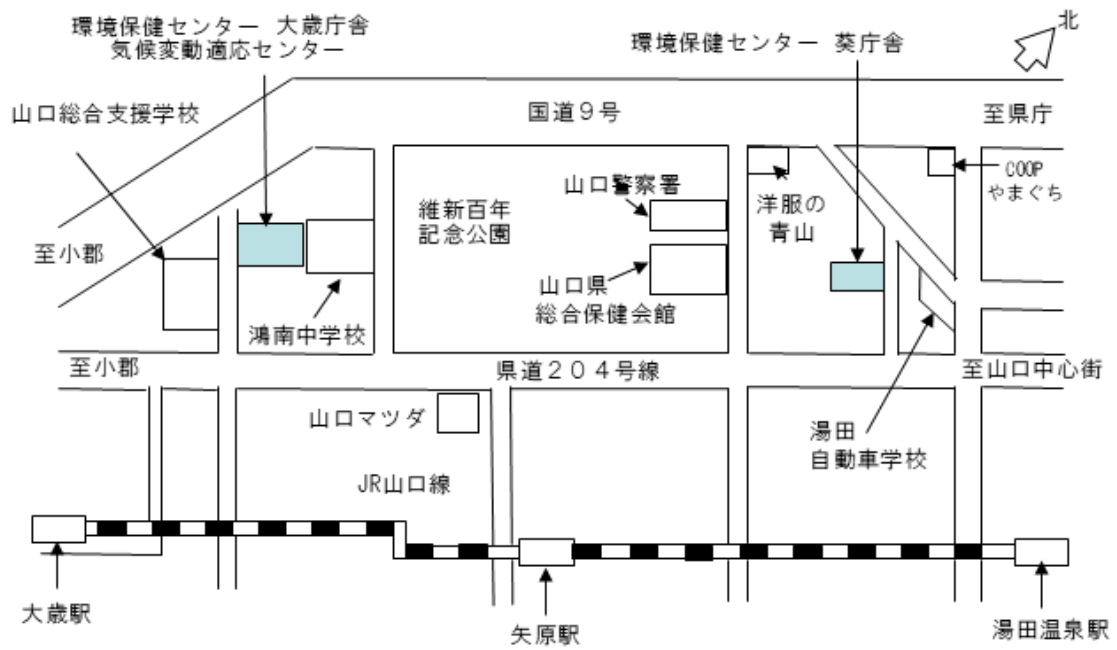 環境保健センター 大歳庁舎
気候変動適応センター
環境保健センター 葵庁舎
北
山口総合支援学校
国道9号
至県庁
COOP
やまぐち
山口警察署
維新百年
記念公園
洋服の
青山
至小郡
山口県
総合保健会館
鴻南中学校
至小郡
県道204号線
至山口中心街
山口マツダ
湯田
自動車学校
JR山口線
大歳駅
矢原駅
湯田温泉駅